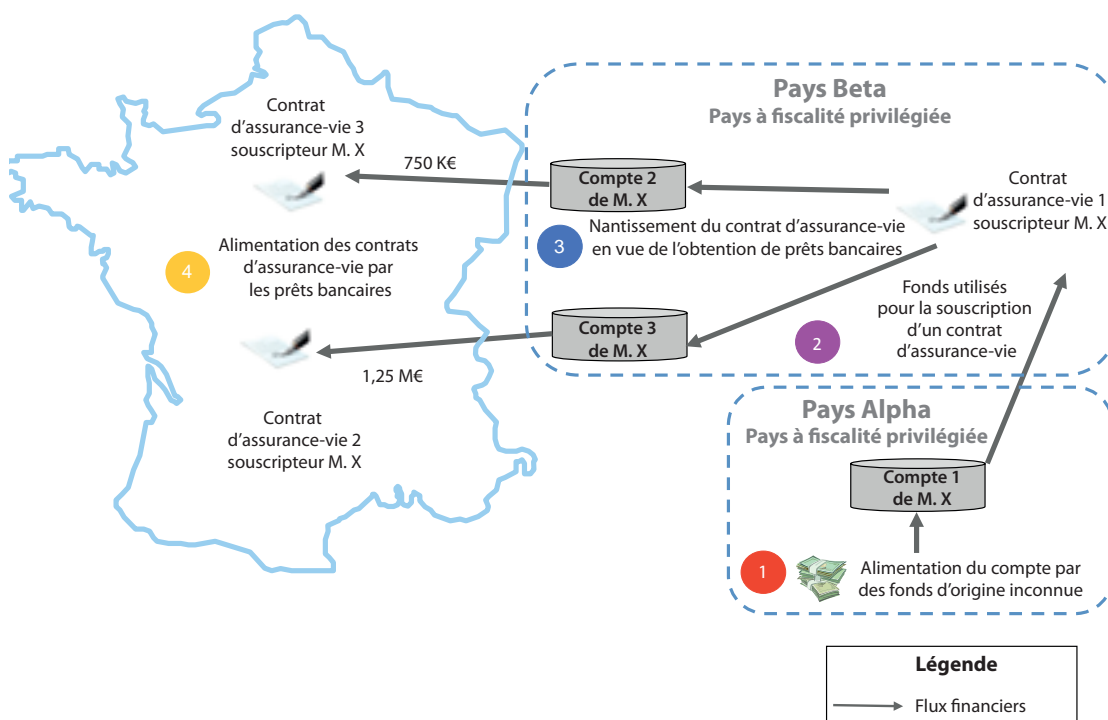 Contrat
d'assurance-vie 3
souscripteur M. X
750 K€
Alimentation des contrats
d'assurance-vie par
les prêts bancaires
4
1,25 M€
Contrat
d'assurance-vie 2
souscripteur M. X
Pays Beta
Pays à fiscalité privilégiée
Compte 2
de M. X
Contrat
d'assurance-vie 1
souscripteur M. X
3
Nantissement du contrat d'assurance-vie
en vue de l'obtention de prêts bancaires
Compte 3
de M. X
2
Fonds utilisés
pour la souscription
d'un contrat
d'assurance-vie
Pays Alpha
Pays à fiscalité privilégiée
Compte 1
de M. X
1
Alimentation du compte par
des fonds d'origine inconnue
Légende
Flux financiers